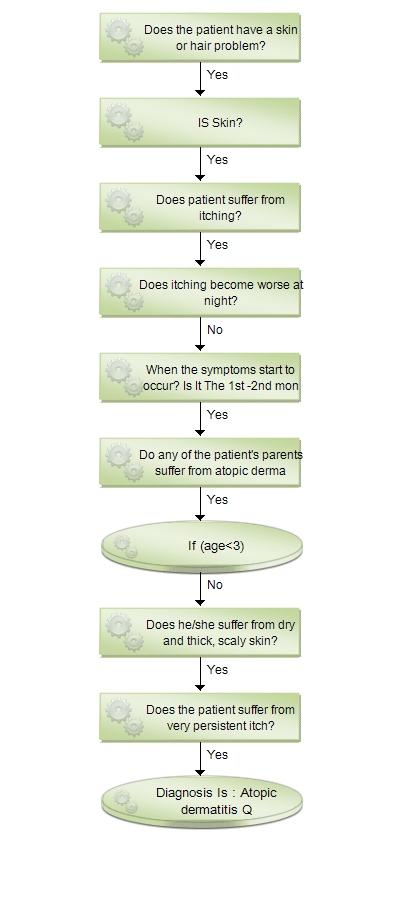 Does the patient have a skin
or hair problem?
Yes
IS Skin?
Yes
Does patient suffer from
itching?
Yes
Does itching become worse at
night?
No
When the symptoms start to
occur? Is It The 1st -2nd mon
Yes
Do any of the patient's parents
suffer from atopic derma
Yes
If (age<3)
No
Does he/she suffer from dry
and thick, scaly skin?
Yes
Does the patient suffer from
very persistent itch?
Yes
Diagnosis Is : Atopic
dermatitis Q